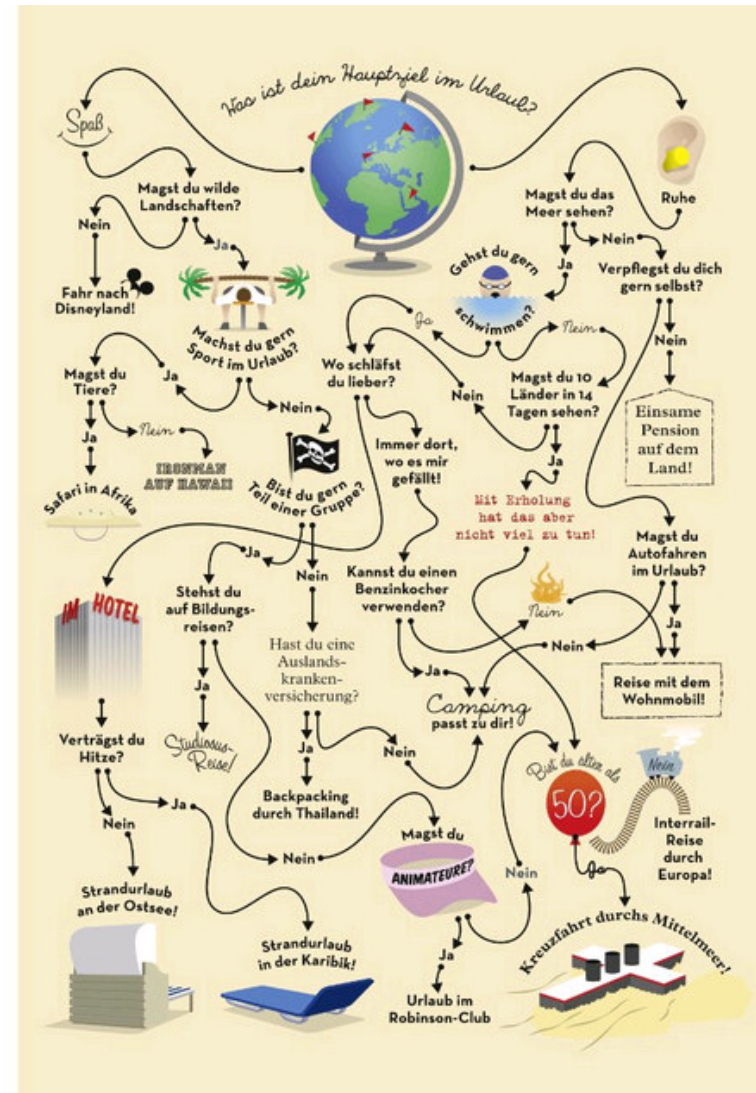 Was ist dein Hauptziel im Urlaub?
Spaß
Ruhe
Magst du wilde
Landschaften?
Nein
Ja
Fahr nach
Disneyland!
Machst du gern
Sport im Urlaub?
Ja
Nein
Magst du
Tiere?
Ja
Nein
Safari in Afrika
IRONMAN
AUF HAWAII
Bist du gern
Teil einer Gruppe?
Ja
Nein
Magst du das
Meer sehen?
Ja
Nein
Gehst du gern
schwimmen?
Ja
Nein
Verpflegst du dich
gern selbst?
Nein
Einsame
Pension
auf dem
Land!
Wo schläfst
du lieber?
Magst du 10
Länder in 14
Tagen sehen?
Nein
Ja
Immer dort,
wo es mir
gefällt!
Mit Erholung
hat das aber
nicht viel zu tun!
Magst du
Autofahren
im Urlaub?
Ja
Nein
Reise mit dem
Wohnmobil!
IM HOTEL
Stehst du
auf Bildungs-
reisen?
Ja
Studiosus-
Reise!
Nein
Hast du eine
Auslands-
kranken-
versicherung?
Ja
Nein
Backpacking
durch Thailand!
Kannst du einen
Benzinkocher
verwenden?
Nein
Ja
Camping
passt zu dir!
Verträgst du
Hitze?
Ja
Nein
Strandurlaub
an der Ostsee!
Strandurlaub
in der Karibik!
Magst du
ANIMATEURE?
Nein
Ja
Urlaub im
Robinson-Club
Bist du älter als
50?
Nein
Interrail-
Reise
durch
Europa!
Ja
Kreuzfahrt durchs Mittelmeer!